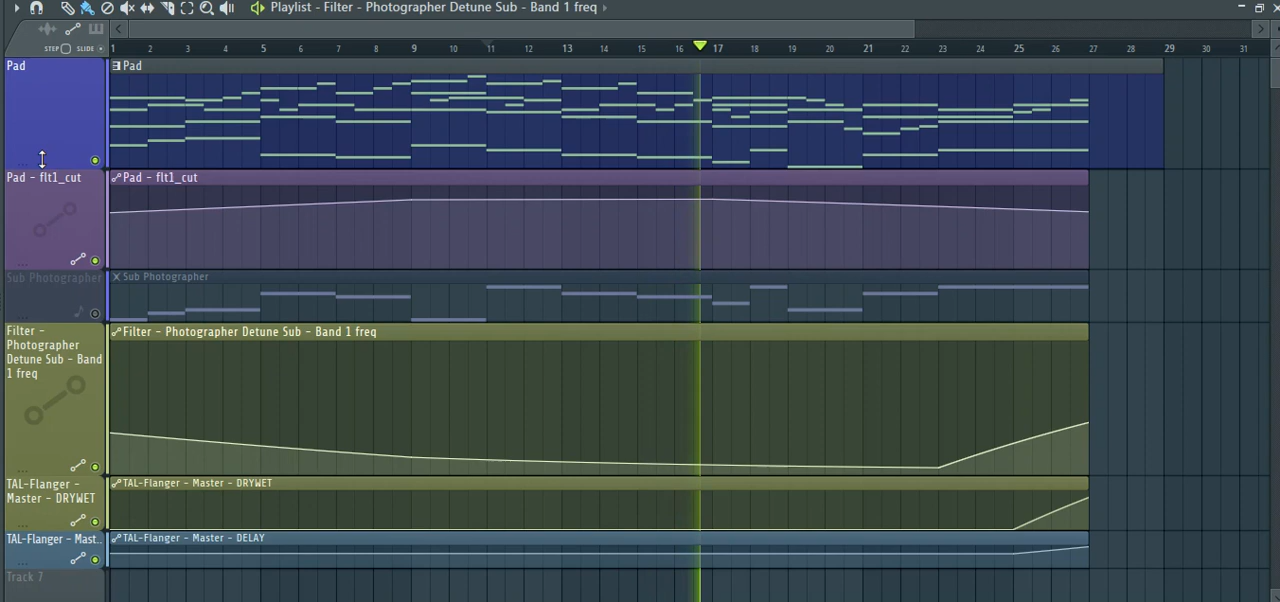 Playlist - Filter - Photographer Detune Sub - Band 1 freq
STEP SLIDE
1 2 3 4 5 6 7 8 9 10 11 12 13 14 15 16 17 18 19 20 21 22 23 24 25 26 27 28 29 30 31
Pad
Pad
Pad - flt1_cut
Pad - flt1_cut
Sub Photographer
Sub Photographer
Filter -
Photographer
Detune Sub - Band
1 freq
Filter - Photographer Detune Sub - Band 1 freq
TAL-Flanger -
Master - DRYWET
TAL-Flanger - Master - DRYWET
TAL-Flanger - Mast..
TAL-Flanger - Master - DELAY
Track 7